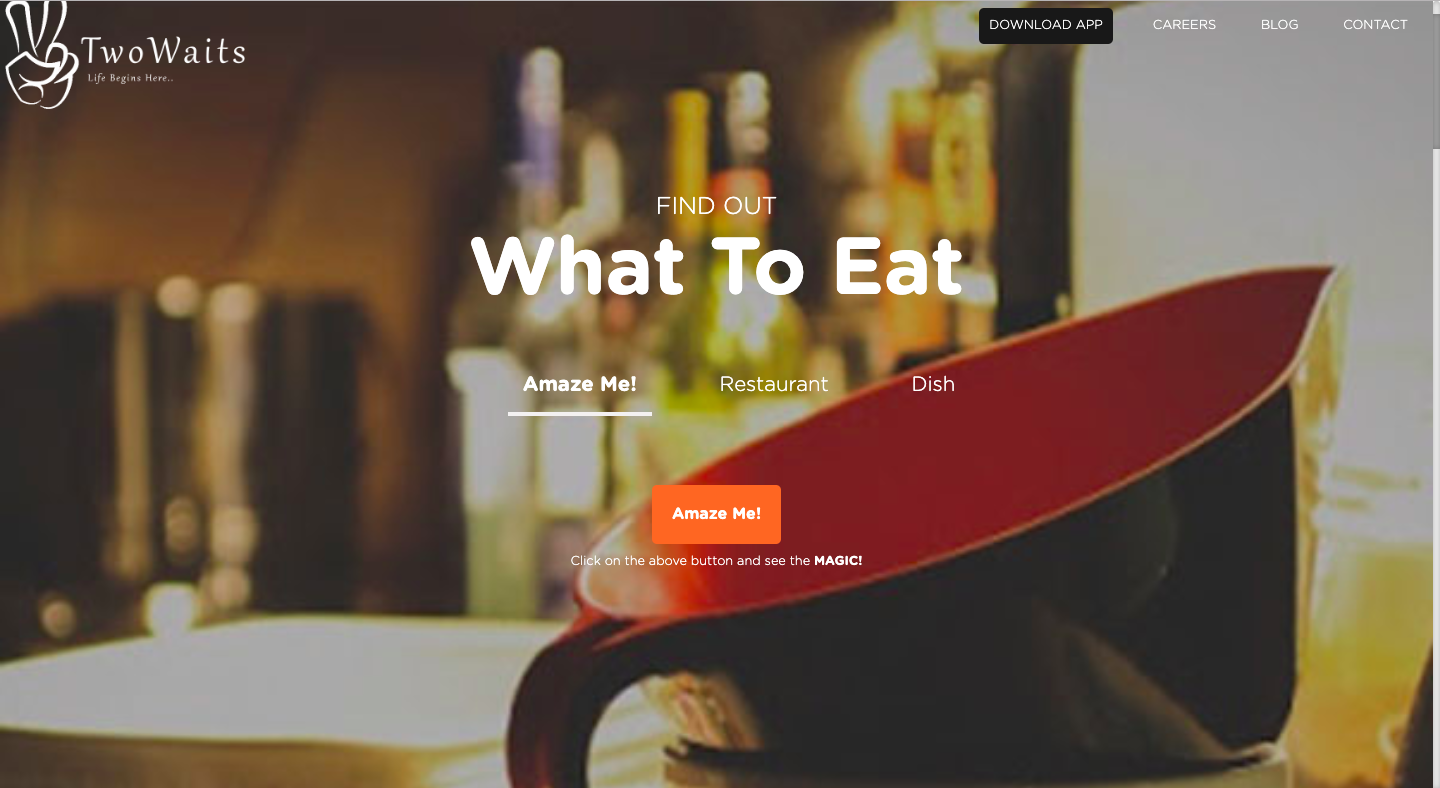 TwoWaits
Life Begins Here..
DOWNLOAD APP
CAREERS
BLOG
CONTACT
FIND OUT
What To Eat
Amaze Me!
Restaurant
Dish
Amaze Me!
Click on the above button and see the MAGIC!